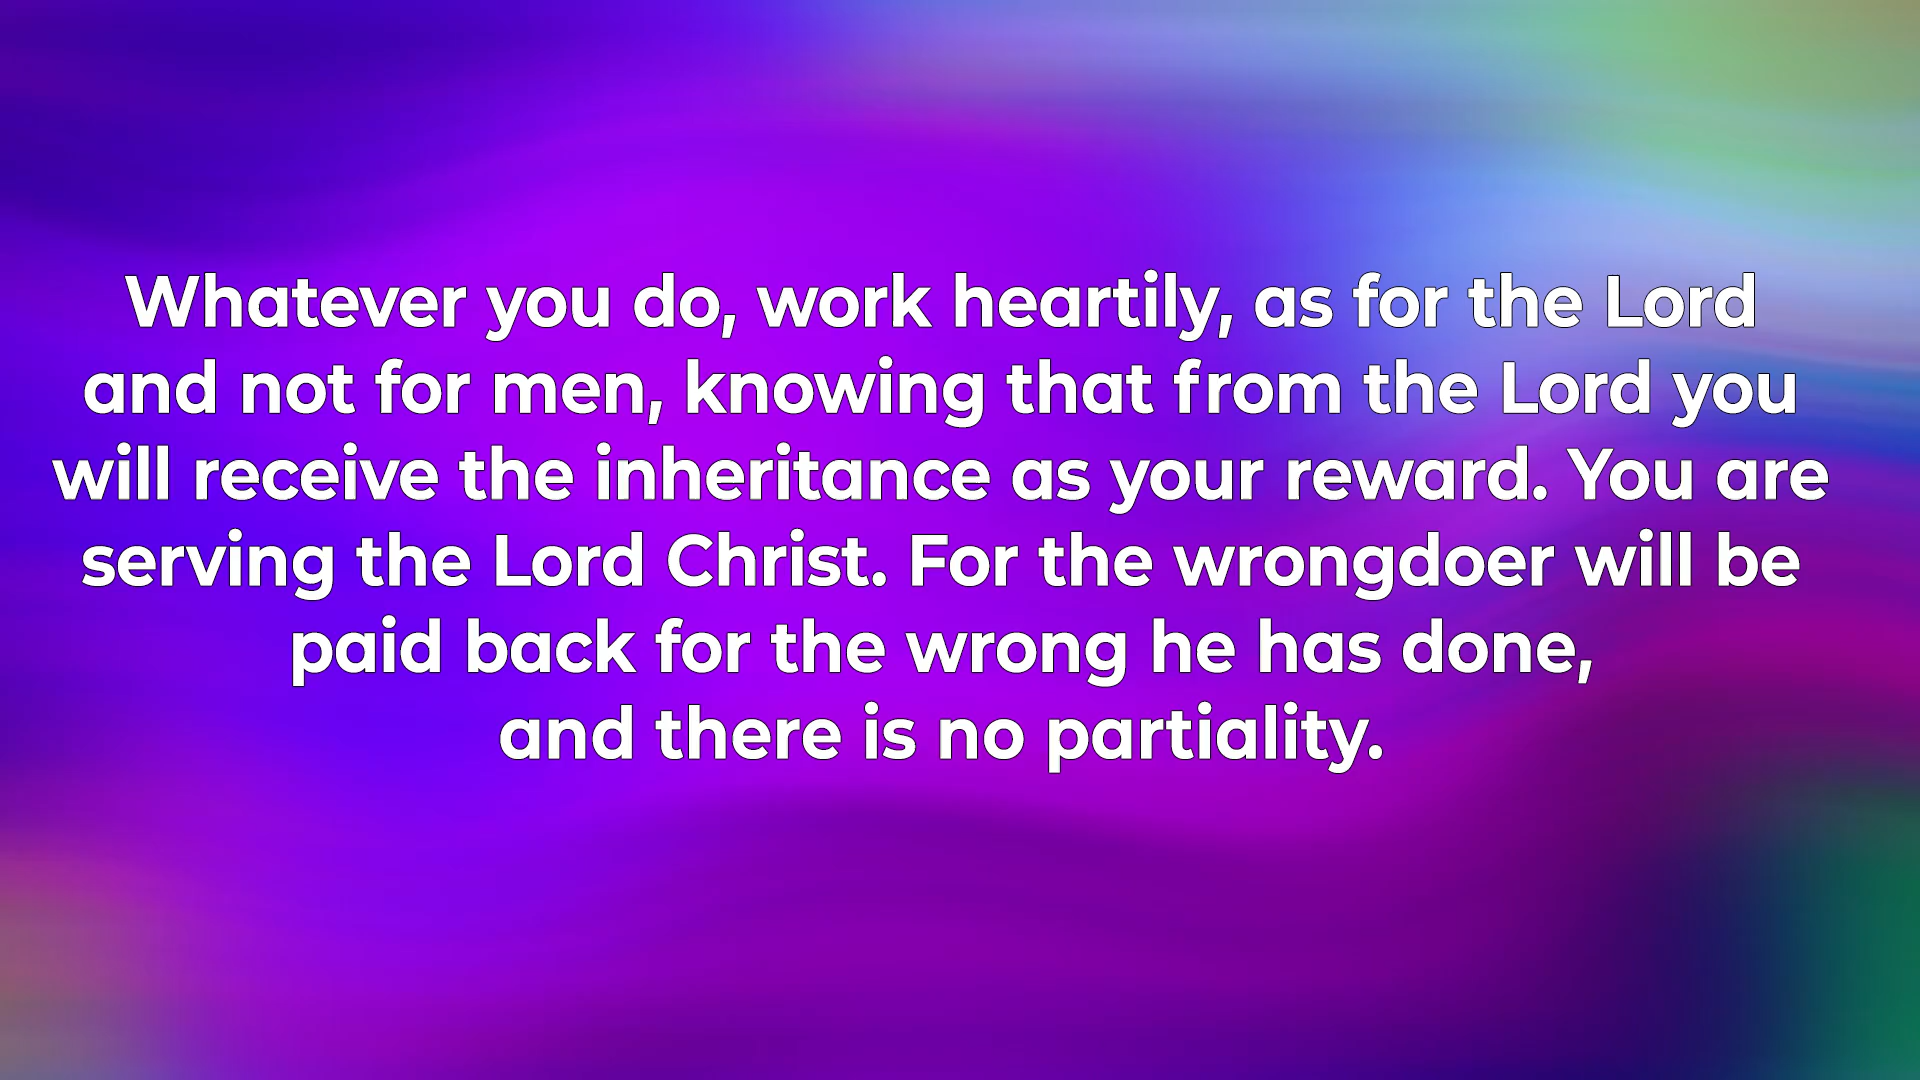 Whatever you do, work heartily, as for the Lord
and not for men, knowing that from the Lord you
will receive the inheritance as your reward. You are
serving the Lord Christ. For the wrongdoer will be
paid back for the wrong he has done,
and there is no partiality.